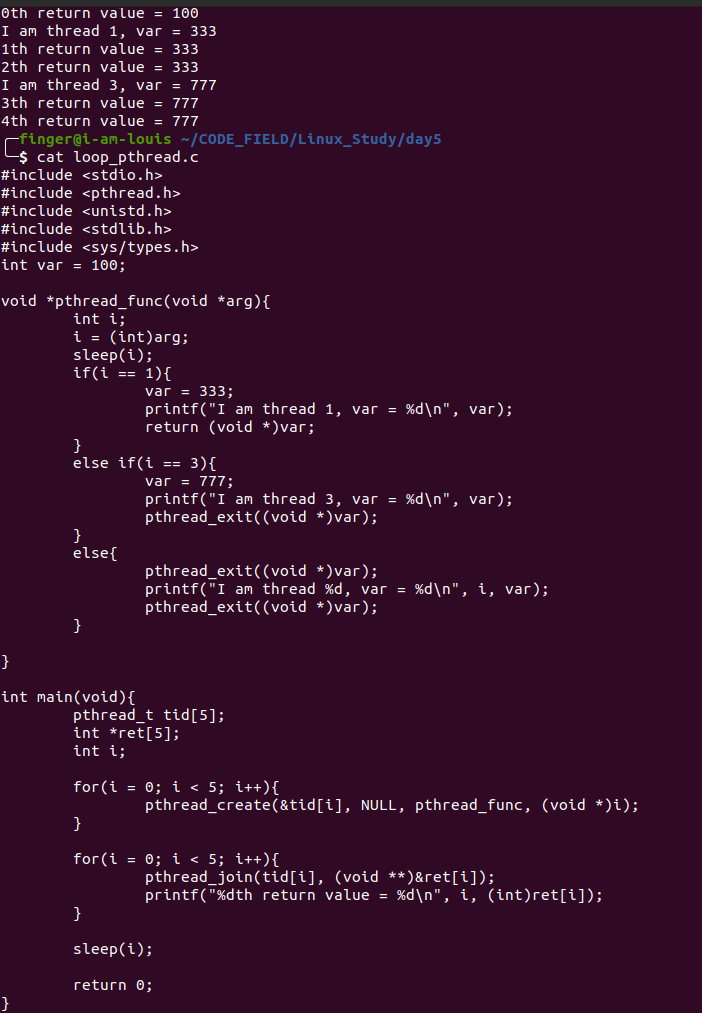 0th return value = 100
I am thread 1, var = 333
1th return value = 333
2th return value = 333
I am thread 3, var = 777
3th return value = 777
4th return value = 777
finger@i-am-louis ~/CODE_FIELD/Linux_Study/day5
$ cat loop_pthread.c
#include <stdio.h>
#include <pthread.h>
#include <unistd.h>
#include <stdlib.h>
#include <sys/types.h>
int var = 100;

void *pthread_func(void *arg){
        int i;
        i = (int)arg;
        sleep(i);
        if(i == 1){
                var = 333;
                printf("I am thread 1, var = %d\n", var);
                return (void *)var;
        }
        else if(i == 3){
                var = 777;
                printf("I am thread 3, var = %d\n", var);
                pthread_exit((void *)var);
        }
        else{
                pthread_exit((void *)var);
                printf("I am thread %d, var = %d\n", i, var);
                pthread_exit((void *)var);
        }

}

int main(void){
        pthread_t tid[5];
        int *ret[5];
        int i;

        for(i = 0; i < 5; i++){
                pthread_create(&tid[i], NULL, pthread_func, (void *)i);
        }

        for(i = 0; i < 5; i++){
                pthread_join(tid[i], (void **)&ret[i]);
                printf("%dth return value = %d\n", i, (int)ret[i]);
        }

        sleep(i);

        return 0;
}